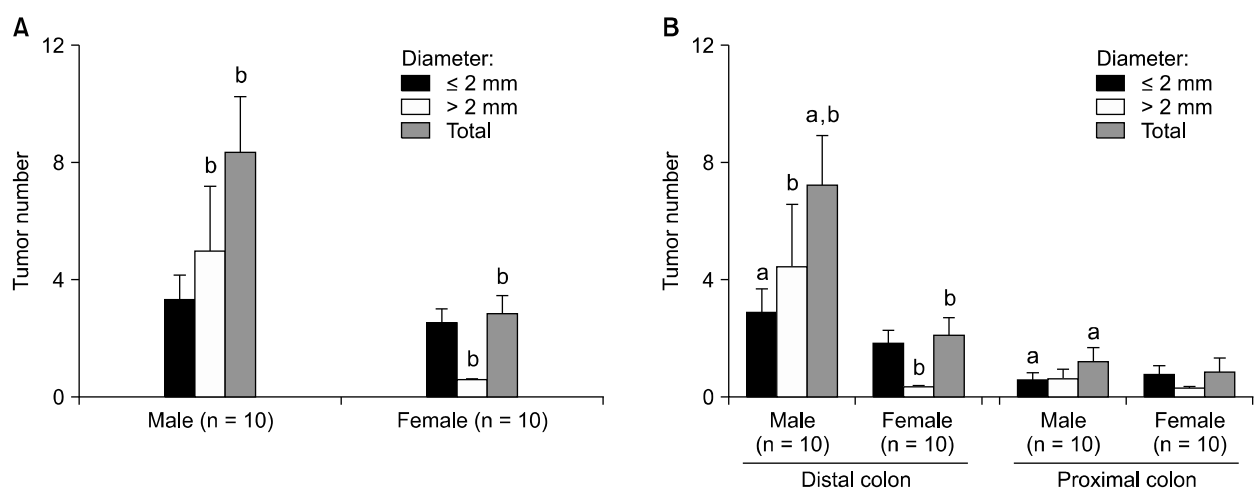 A
12
8
4
0
Tumor number
Diameter:
≤ 2 mm
> 2 mm
Total
b
b
b
b
Male (n = 10)
Female (n = 10)
B
12
8
4
0
Tumor number
Diameter:
≤ 2 mm
> 2 mm
Total
a
b
a,b
b
b
a
a
Male
(n = 10)
Female
(n = 10)
Male
(n = 10)
Female
(n = 10)
Distal colon
Proximal colon